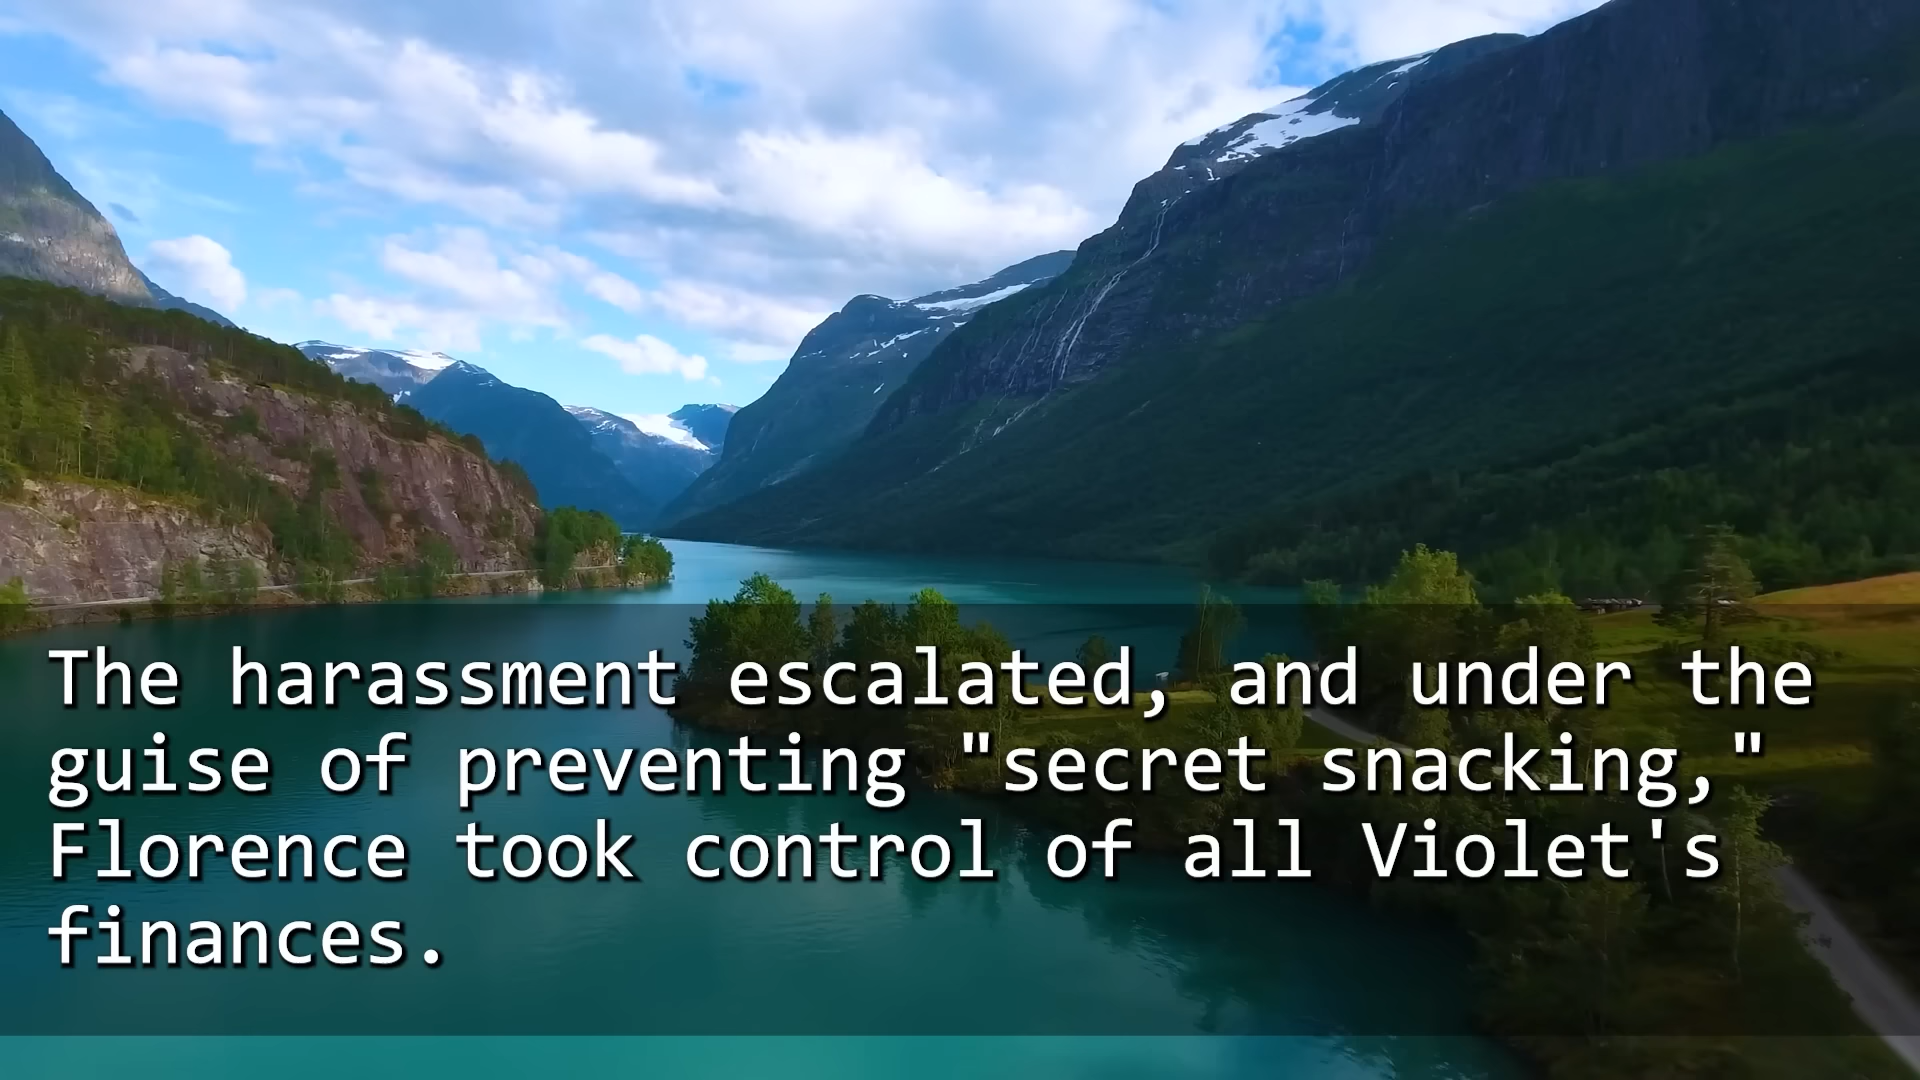 The harassment escalated, and under the
guise of preventing "secret snacking,"
Florence took control of all Violet's
finances.